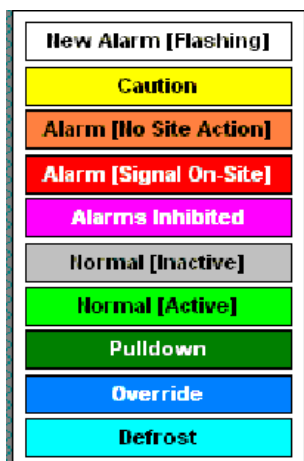 New Alarm [Flashing]
Caution
Alarm [No Site Action]
Alarm [Signal On-Site]
Alarms Inhibited
Normal [Inactive]
Normal [Active]
Pulldown
Override
Defrost